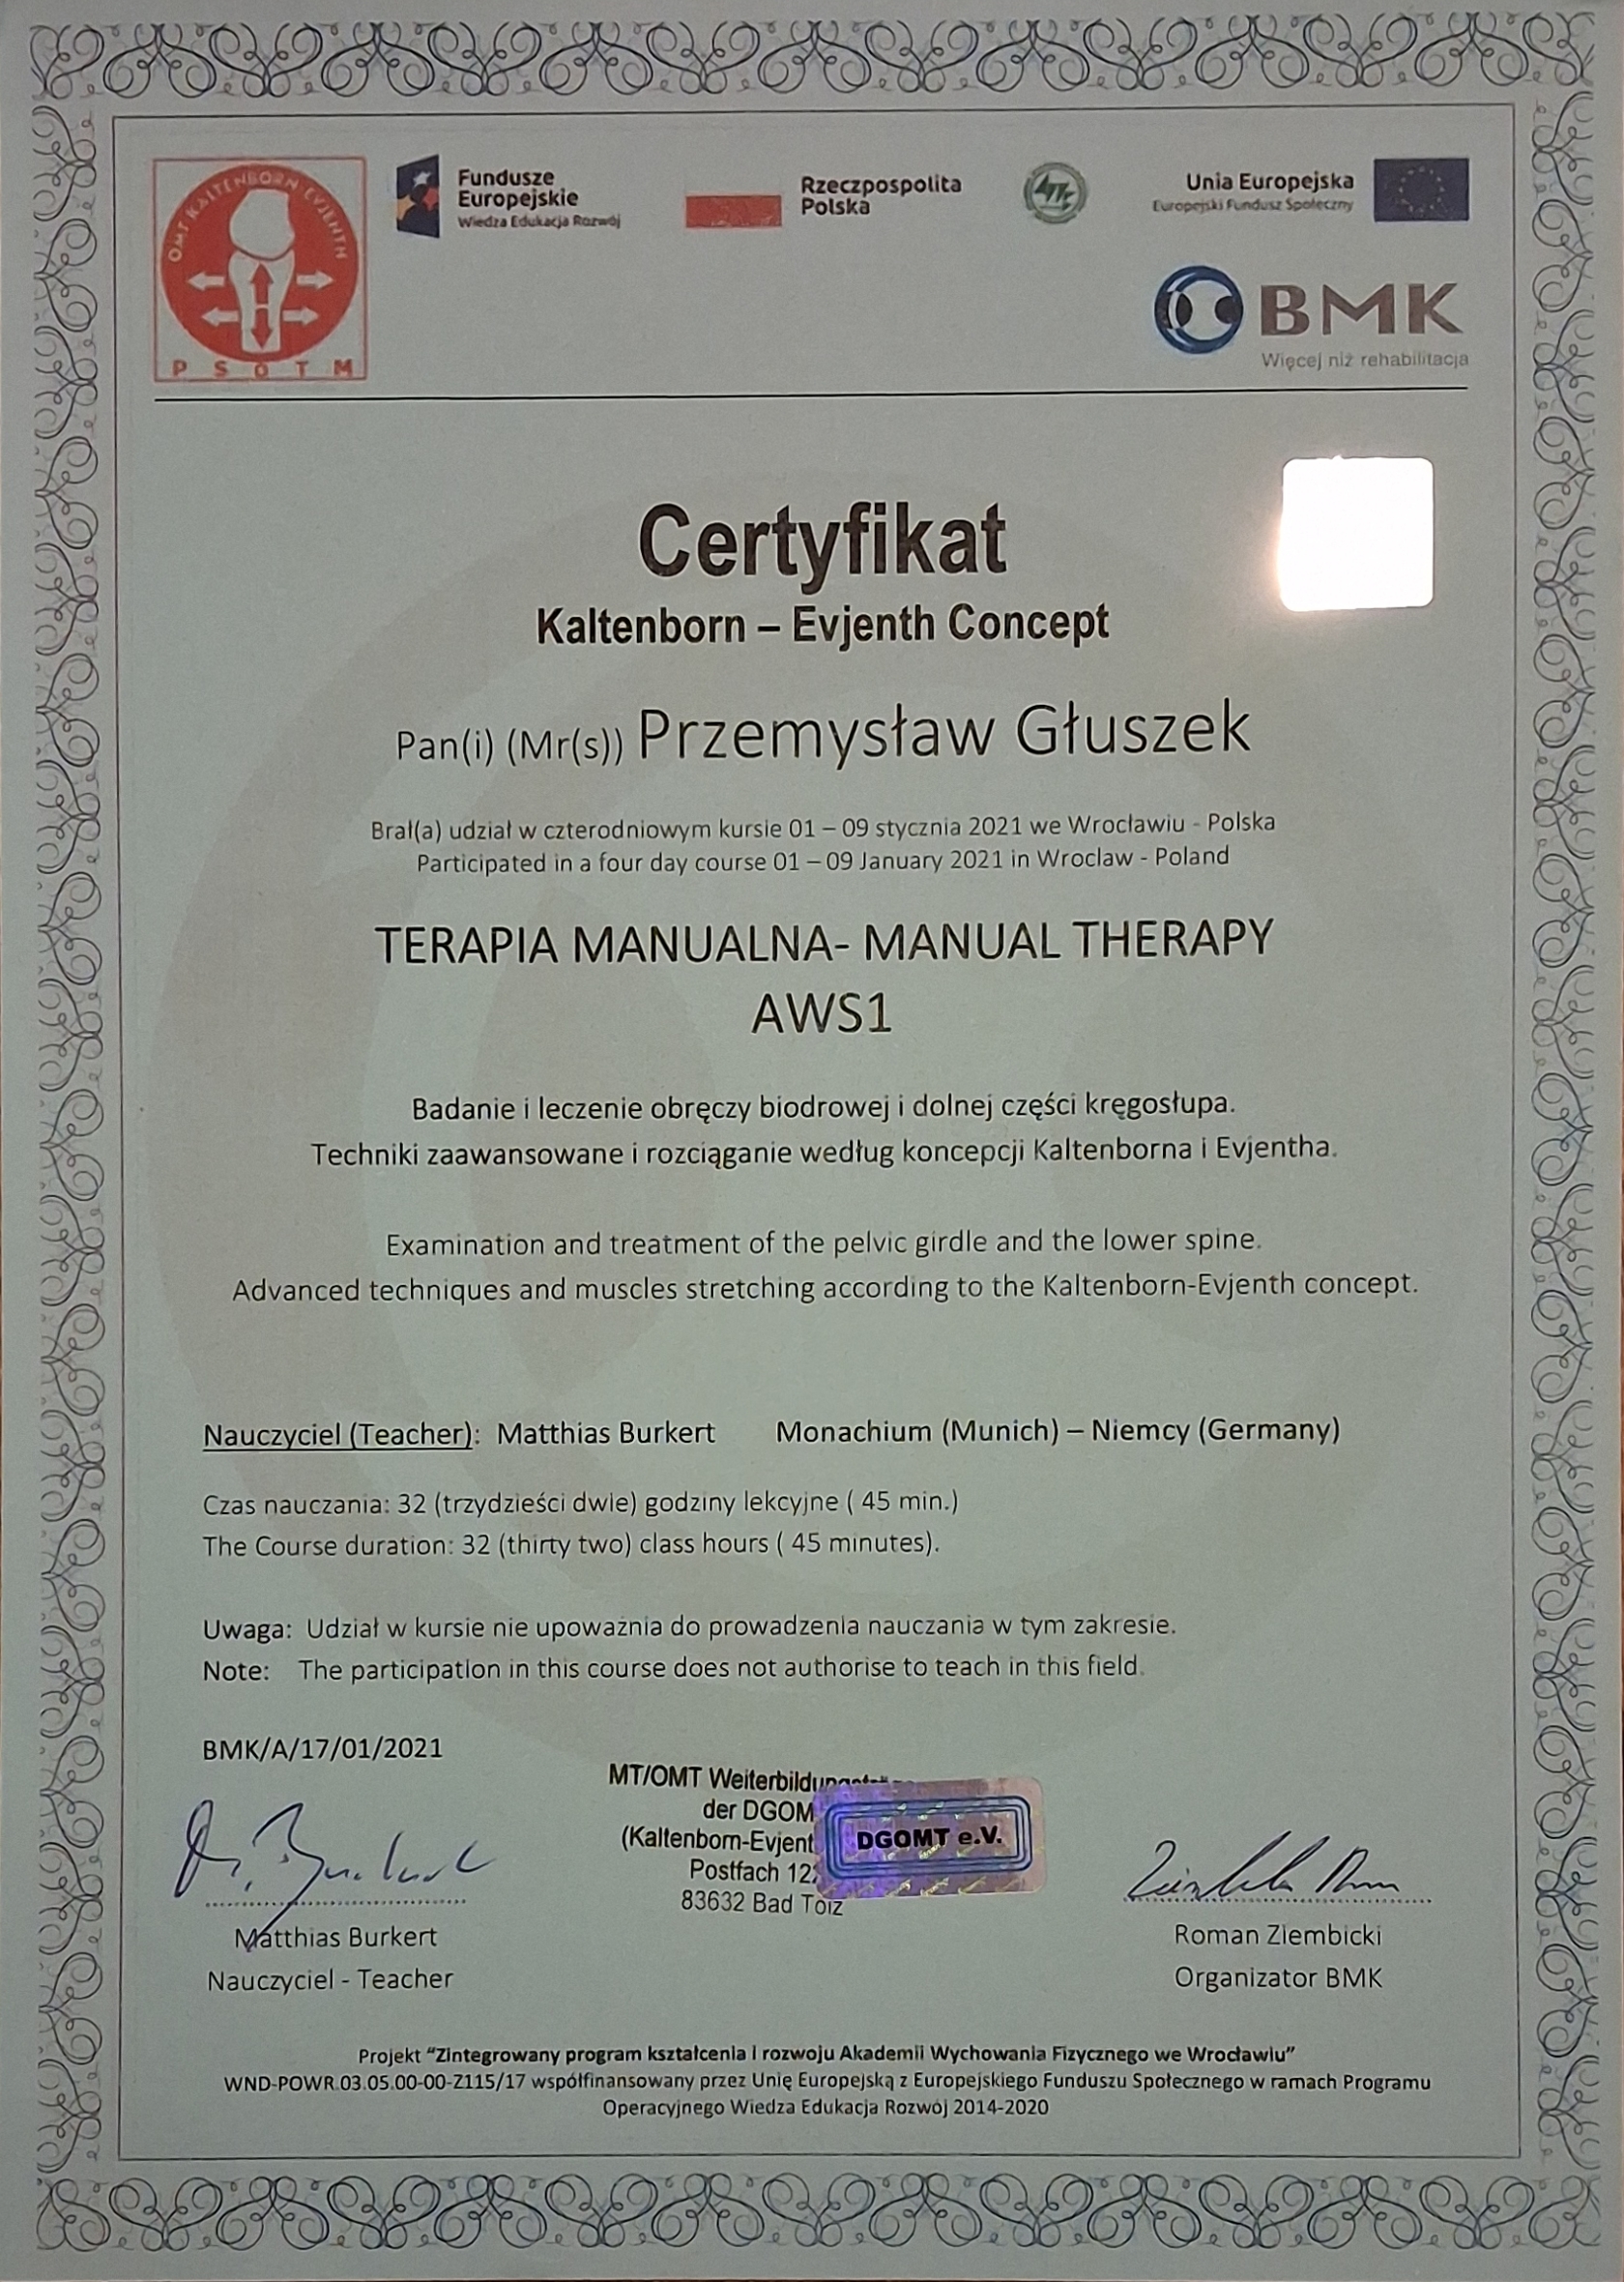 OMT KALTENBORN EVJENTH
P S O T M
Fundusze
Europejskie
Wiedza Edukacja Rozwój
Rzeczpospolita
Polska
Unia Europejska
Europejski Fundusz Społeczny
BMK
Więcej niż rehabilitacja
Certyfikat
Kaltenborn – Evjenth Concept
Pan(i) (Mr(s)) Przemysław Głuszek
Brał(a) udział w czterodniowym kursie 01 – 09 stycznia 2021 we Wrocławiu - Polska
Participated in a four day course 01 – 09 January 2021 in Wroclaw - Poland
TERAPIA MANUALNA- MANUAL THERAPY
AWS1
Badanie i leczenie obręczy biodrowej i dolnej części kręgosłupa.
Techniki zaawansowane i rozciąganie według koncepcji Kaltenborna i Evjentha.
Examination and treatment of the pelvic girdle and the lower spine.
Advanced techniques and muscles stretching according to the Kaltenborn-Evjenth concept.
Nauczyciel (Teacher): Matthias Burkert Monachium (Munich) – Niemcy (Germany)
Czas nauczania: 32 (trzydzieści dwie) godziny lekcyjne ( 45 min.)
The Course duration: 32 (thirty two) class hours ( 45 minutes).
Uwaga: Udział w kursie nie upoważnia do prowadzenia nauczania w tym zakresie.
Note: The participation in this course does not authorise to teach in this field.
BMK/A/17/01/2021
MT/OMT
der DGOM
(Kaltenborn-Evjent
Postfach 12
83632 Bad Tölz
DGOMT e.V.
Matthias Burkert
Nauczyciel - Teacher
Roman Ziembicki
Organizator BMK
Projekt “Zintegrowany program kształcenia i rozwoju Akademii Wychowania Fizycznego we Wrocławiu”
WND-POWR.03.05.00-00-Z115/17 współfinansowany przez Unię Europejską z Europejskiego Funduszu Społecznego w ramach Programu
Operacyjnego Wiedza Edukacja Rozwój 2014-2020